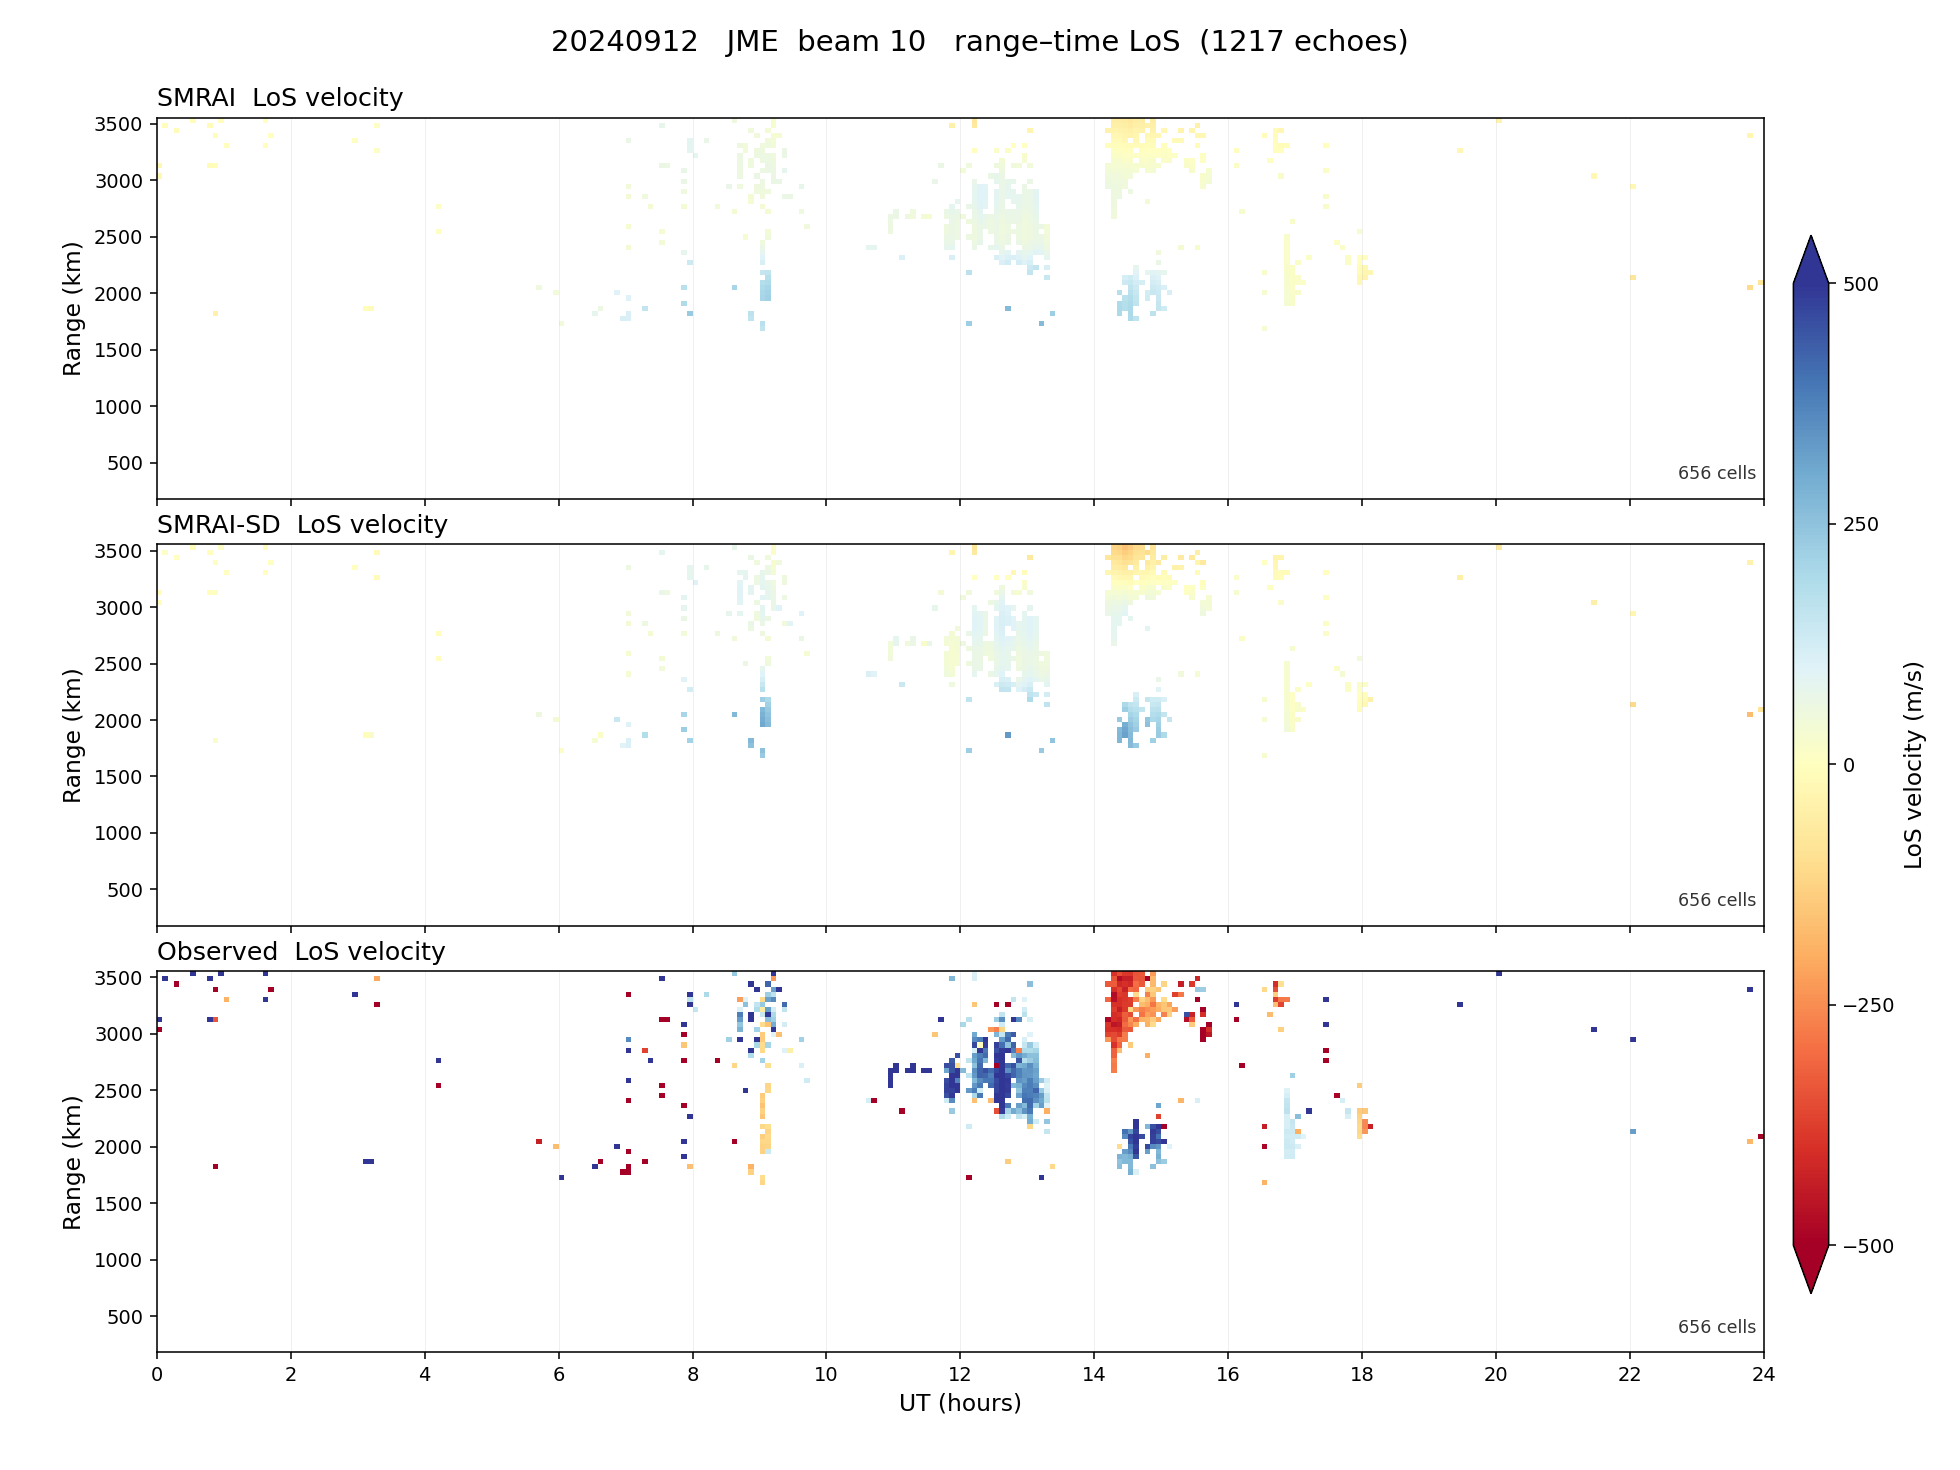 20240912   JME  beam 10   range–time LoS  (1217 echoes)
SMRAI  LoS velocity
3500
3000
2500
2000
1500
1000
500
Range (km)
656 cells
SMRAI-SD  LoS velocity
3500
3000
2500
2000
1500
1000
500
Range (km)
656 cells
Observed  LoS velocity
3500
3000
2500
2000
1500
1000
500
Range (km)
656 cells
0 2 4 6 8 10 12 14 16 18 20 22 24
UT (hours)
500
250
0
−250
−500
LoS velocity (m/s)